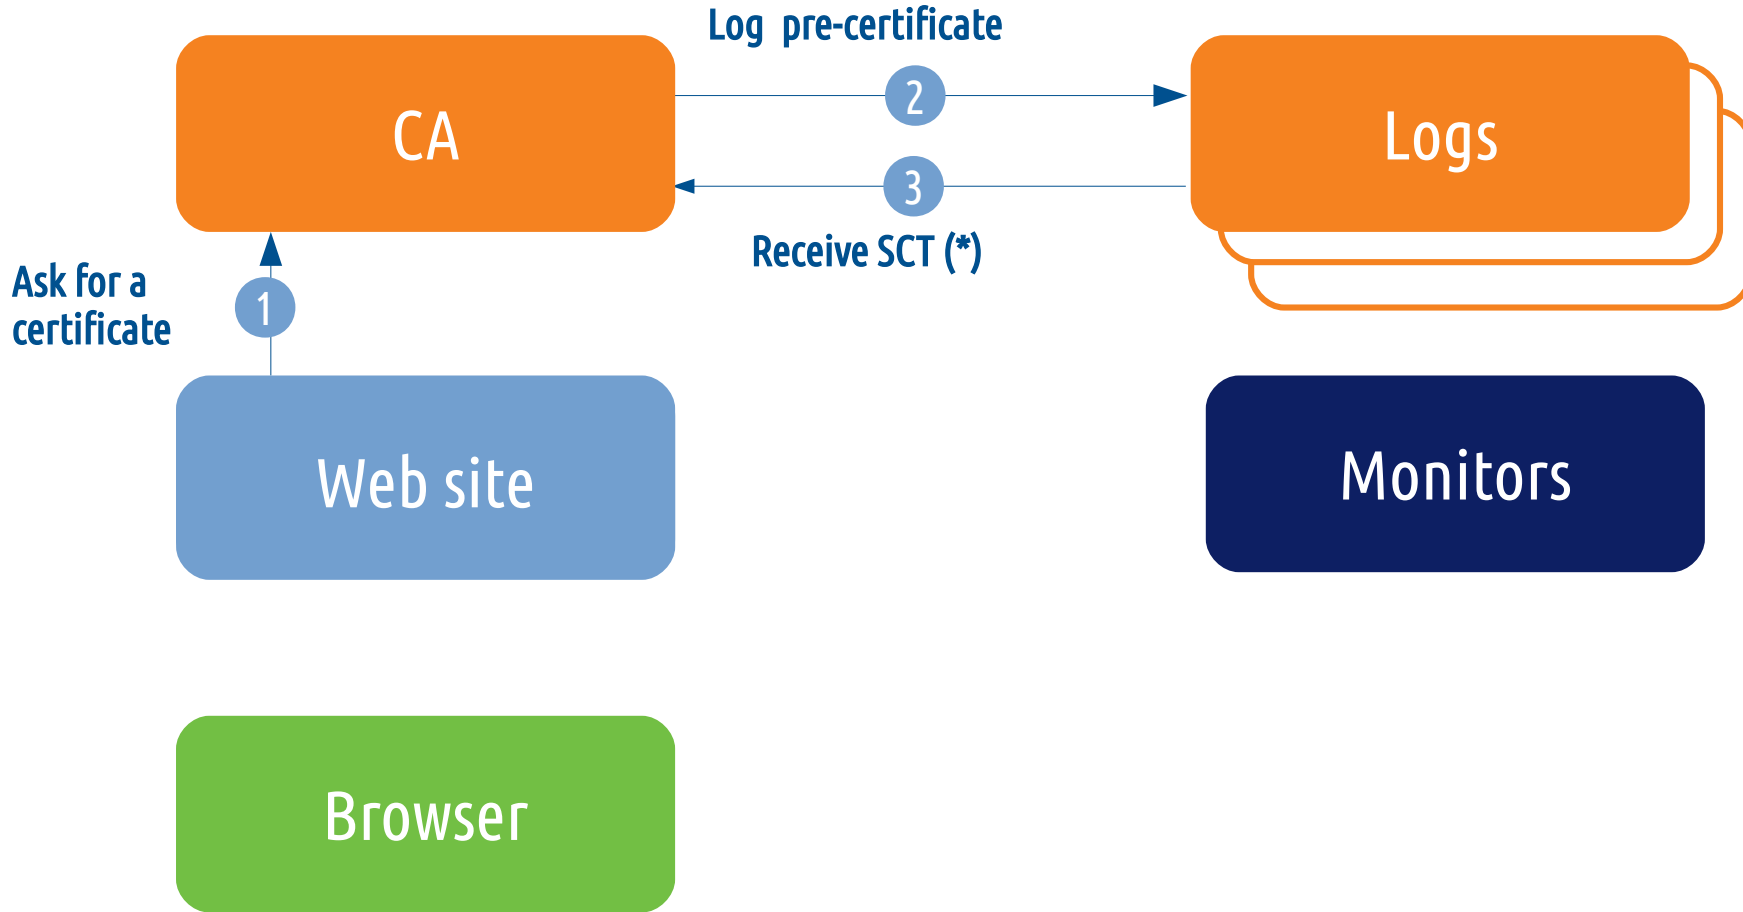 Log pre-certificate
CA
2
Logs
3
Receive SCT (*)
Ask for a
certificate
1
Web site
Monitors
Browser